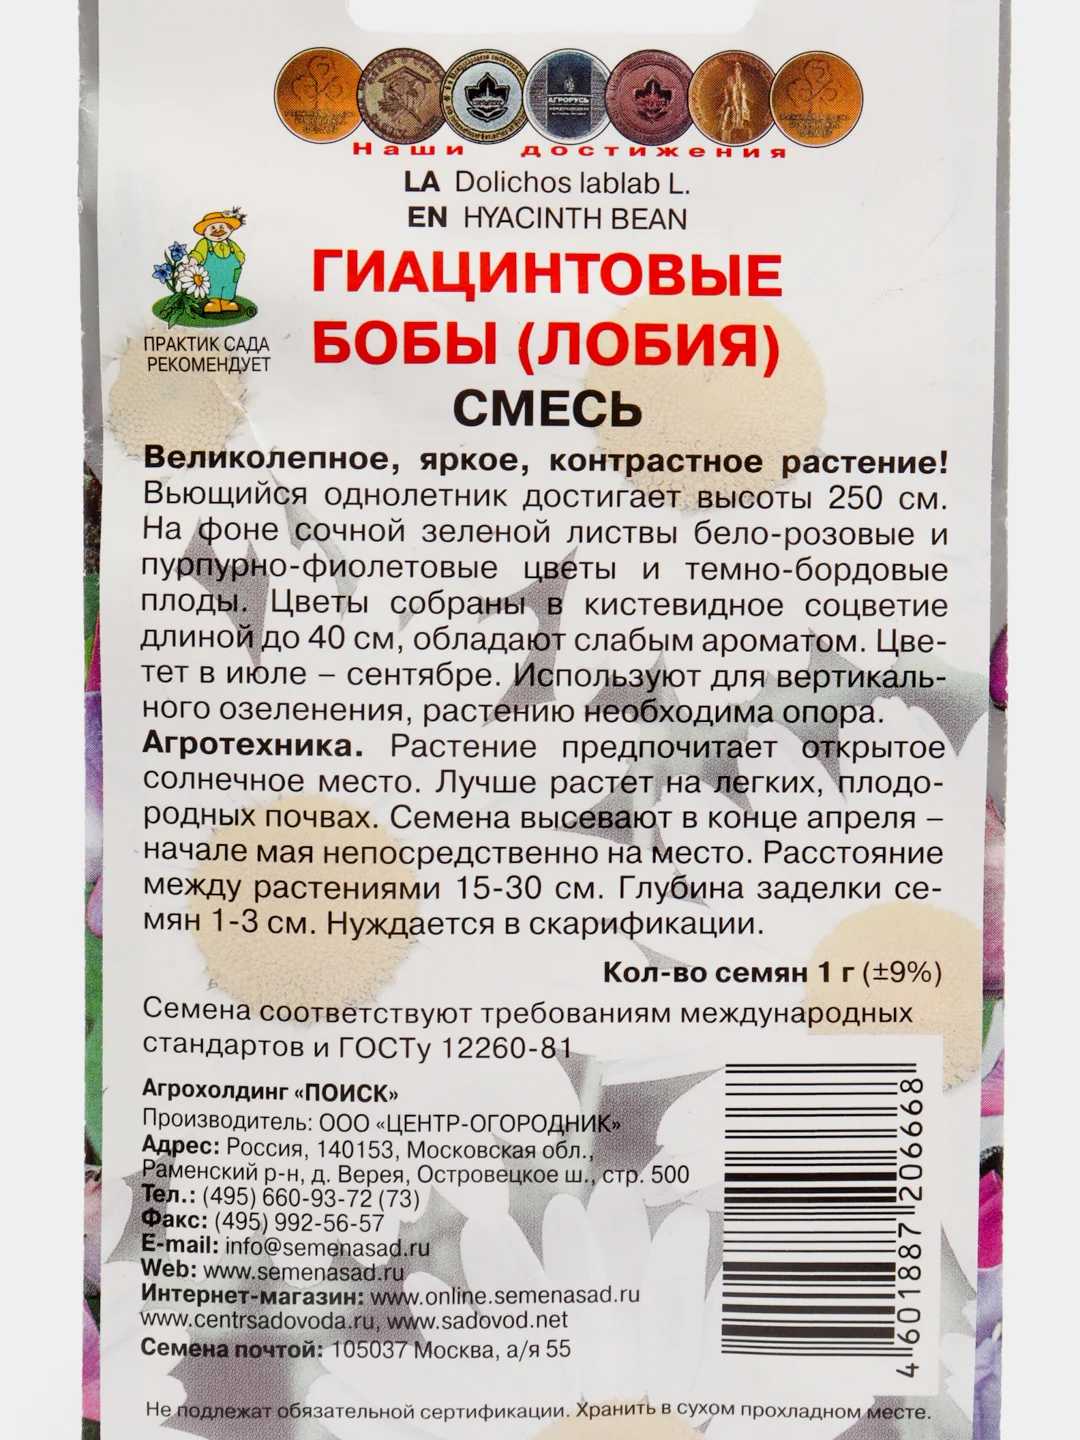 АГРОРУСЬ
Наши достижения
LA Dolichos lablab L.
EN HYACINTH BEAN
ГИАЦИНТОВЫЕ
БОБЫ (ЛОБИЯ)
СМЕСЬ
ПРАКТИК САДА
РЕКОМЕНДУЕТ
Великолепное, яркое, контрастное растение!
Вьющийся однолетник достигает высоты 250 см.
На фоне сочной зеленой листвы бело-розовые и
пурпурно-фиолетовые цветы и темно-бордовые
плоды. Цветы собраны в кистевидное соцветие
длиной до 40 см, обладают слабым ароматом. Цве-
тет в июле – сентябре. Используют для вертикаль-
ного озеленения, растению необходима опора.
Агротехника. Растение предпочитает открытое
солнечное место. Лучше растет на легких, плодо-
родных почвах. Семена высевают в конце апреля –
начале мая непосредственно на место. Расстояние
между растениями 15-30 см. Глубина заделки се-
мян 1-3 см. Нуждается в скарификации.
Кол-во семян 1 г (±9%)
Семена соответствуют требованиям международных
стандартов и ГОСТу 12260-81
Агрохолдинг «ПОИСК»
Производитель: ООО «ЦЕНТР-ОГОРОДНИК»
Адрес: Россия, 140153, Московская обл.,
Раменский р-н, д. Верея, Островецкое ш., стр. 500
Тел.: (495) 660-93-72 (73)
Факс: (495) 992-56-57
E-mail: info@semenasad.ru
Web: www.semenasad.ru
Интернет-магазин: www.online.semenasad.ru
www.centrsadovoda.ru, www.sadovod.net
Семена почтой: 105037 Москва, а/я 55
4 601887 206668
Не подлежат обязательной сертификации. Хранить в сухом прохладном месте.